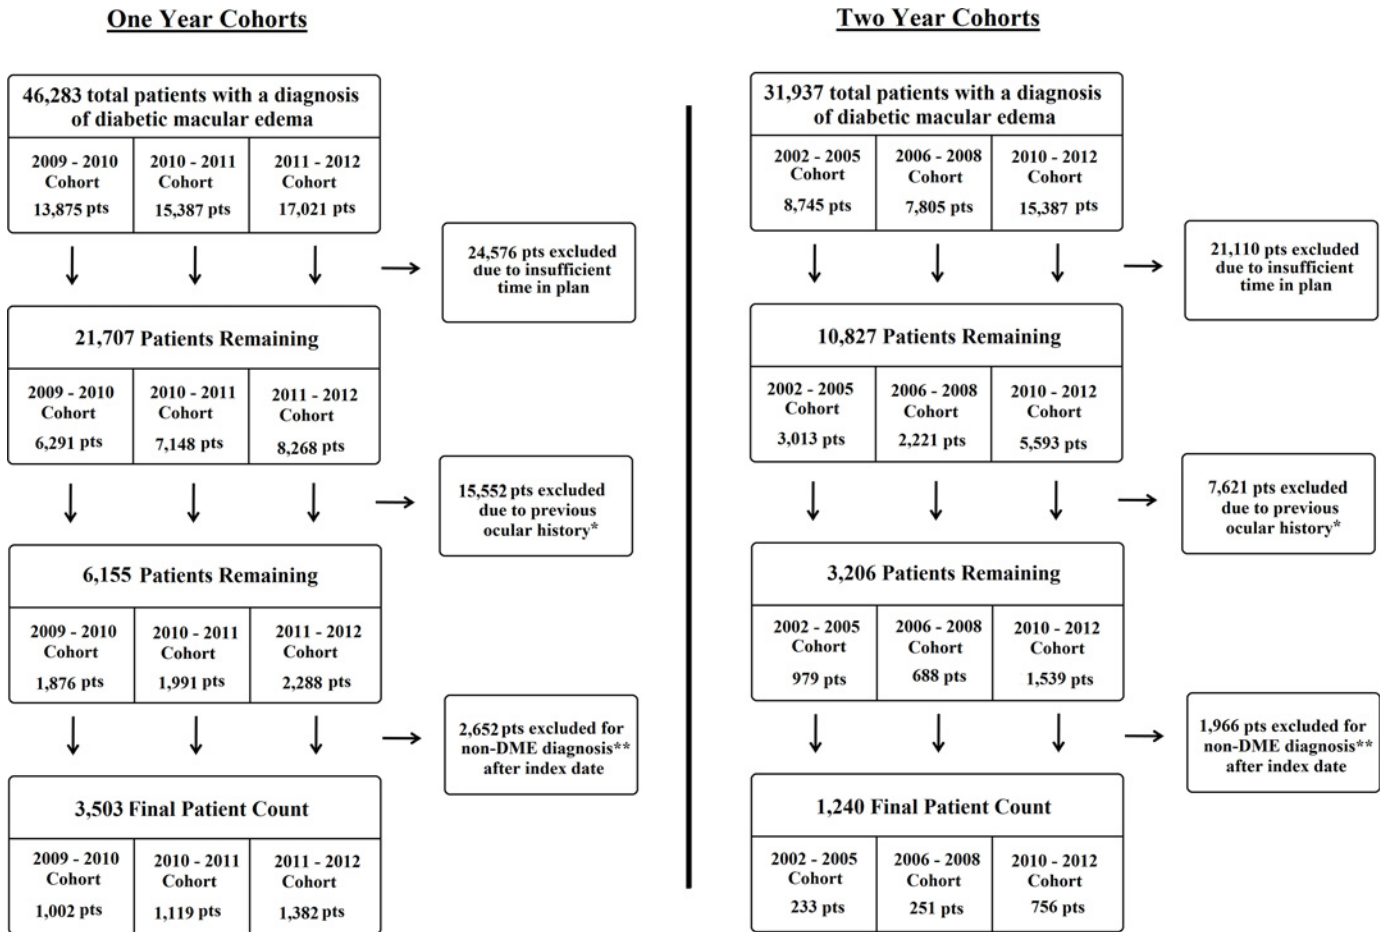 One Year Cohorts
46,283 total patients with a diagnosis
of diabetic macular edema
2009 - 2010
Cohort
13,875 pts
2010 - 2011
Cohort
15,387 pts
2011 - 2012
Cohort
17,021 pts
24,576 pts excluded
due to insufficient
time in plan
21,707 Patients Remaining
2009 - 2010
Cohort
6,291 pts
2010 - 2011
Cohort
7,148 pts
2011 - 2012
Cohort
8,268 pts
15,552 pts excluded
due to previous
ocular history*
6,155 Patients Remaining
2009 - 2010
Cohort
1,876 pts
2010 - 2011
Cohort
1,991 pts
2011 - 2012
Cohort
2,288 pts
2,652 pts excluded for
non-DME diagnosis**
after index date
3,503 Final Patient Count
2009 - 2010
Cohort
1,002 pts
2010 - 2011
Cohort
1,119 pts
2011 - 2012
Cohort
1,382 pts
Two Year Cohorts
31,937 total patients with a diagnosis
of diabetic macular edema
2002 - 2005
Cohort
8,745 pts
2006 - 2008
Cohort
7,805 pts
2010 - 2012
Cohort
15,387 pts
21,110 pts excluded
due to insufficient
time in plan
10,827 Patients Remaining
2002 - 2005
Cohort
3,013 pts
2006 - 2008
Cohort
2,221 pts
2010 - 2012
Cohort
5,593 pts
7,621 pts excluded
due to previous
ocular history*
3,206 Patients Remaining
2002 - 2005
Cohort
979 pts
2006 - 2008
Cohort
688 pts
2010 - 2012
Cohort
1,539 pts
1,966 pts excluded for
non-DME diagnosis**
after index date
1,240 Final Patient Count
2002 - 2005
Cohort
233 pts
2006 - 2008
Cohort
251 pts
2010 - 2012
Cohort
756 pts